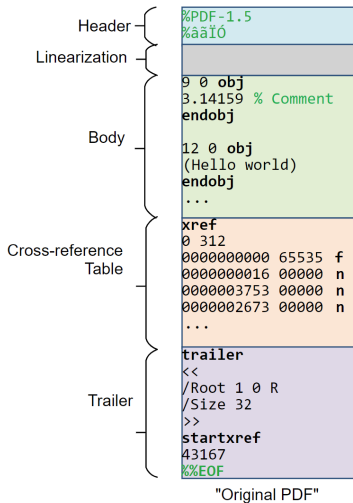 Header
%PDF-1.5
%âãÏÓ
Linearization
Body
9 0 obj
3.14159 % Comment
endobj
12 0 obj
(Hello world)
endobj
...
Cross-reference
Table
xref
0 312
0000000000 65535 f
0000000016 00000 n
0000003753 00000 n
0000002673 00000 n
...
Trailer
trailer
<<
/Root 1 0 R
/Size 32
>>
startxref
43167
%%EOF
"Original PDF"